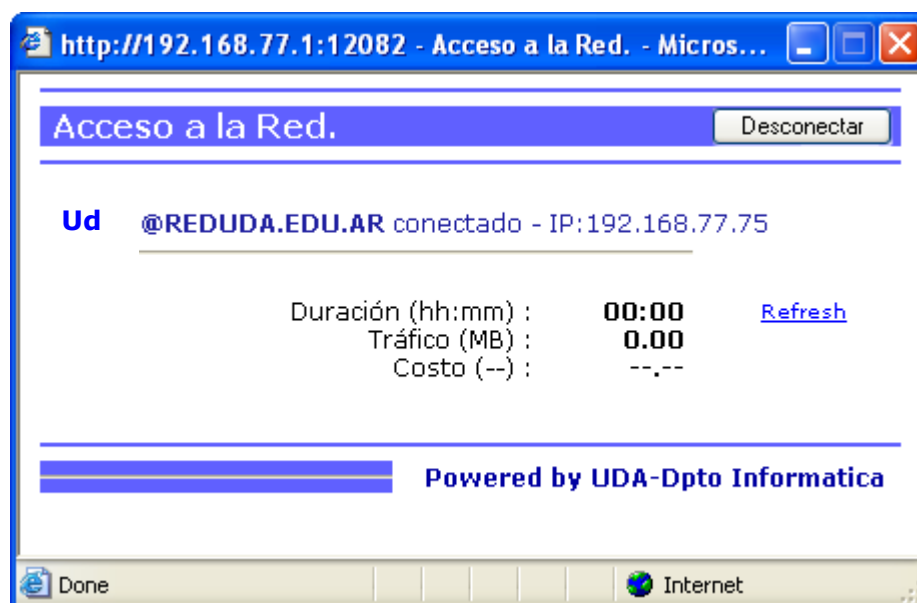 http://192.168.77.1:12082 - Acceso a la Red. - Micros...
Acceso a la Red.
Desconectar
Ud @REDUDA.EDU.AR conectado - IP:192.168.77.75
Duración (hh:mm) : 00:00 Refresh
Tráfico (MB) : 0.00
Costo (--) : --.--
Powered by UDA-Dpto Informatica
Done
Internet